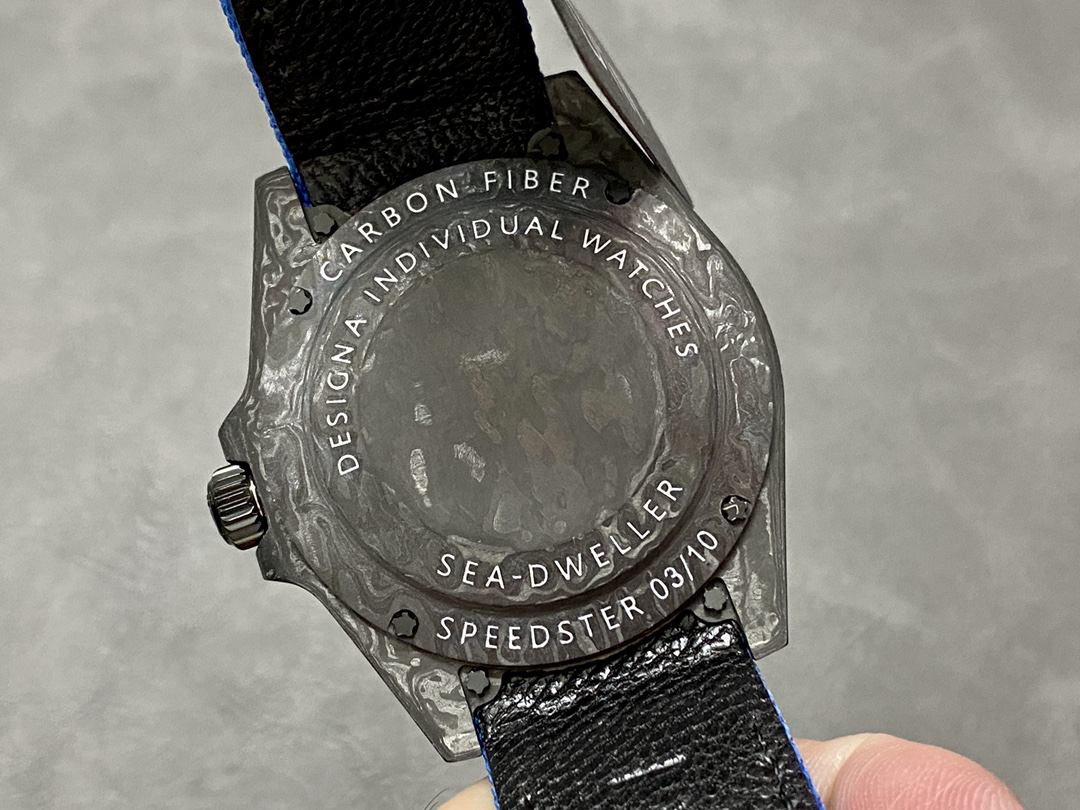 CARBON FIBER
DESIGNA INDIVIDUAL WATCHES
SEA-DWELLER
SPEEDSTER 03/10